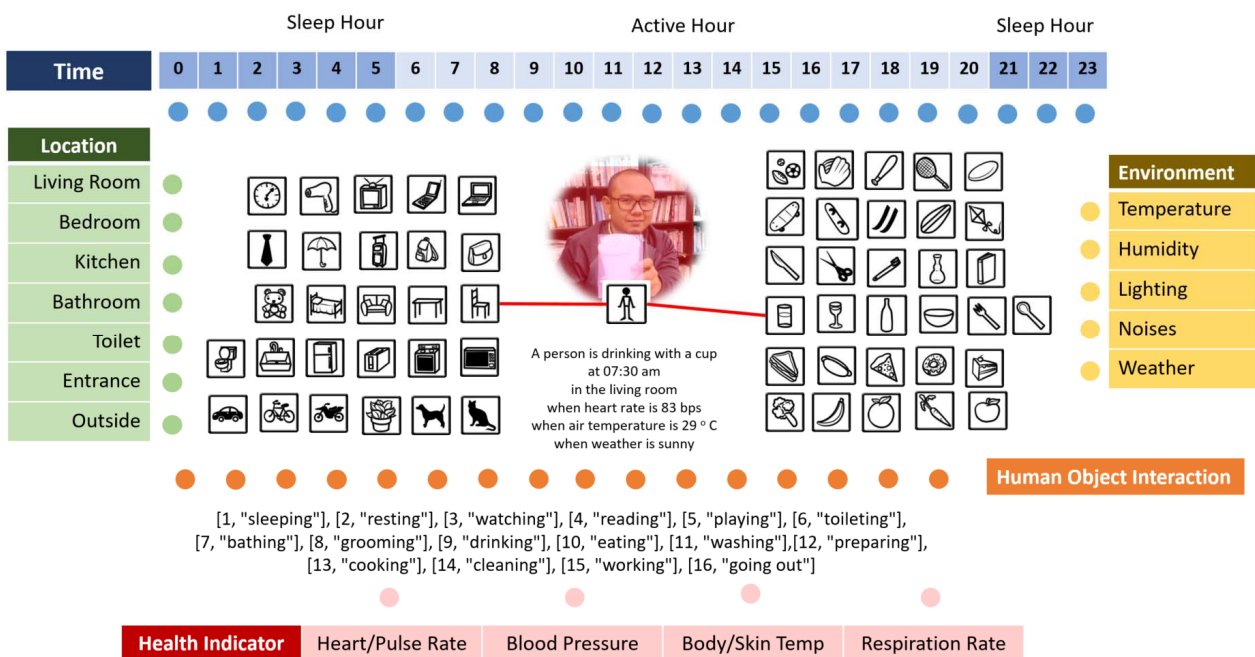 Sleep Hour Active Hour Sleep Hour
Time 0 1 2 3 4 5 6 7 8 9 10 11 12 13 14 15 16 17 18 19 20 21 22 23
Location
Living Room
Bedroom
Kitchen
Bathroom
Toilet
Entrance
Outside
A person is drinking with a cup
at 07:30 am
in the living room
when heart rate is 83 bps
when air temperature is 29 ° C
when weather is sunny
Environment
Temperature
Humidity
Lighting
Noises
Weather
Human Object Interaction
[1, "sleeping"], [2, "resting"], [3, "watching"], [4, "reading"], [5, "playing"], [6, "toileting"],
[7, "bathing"], [8, "grooming"], [9, "drinking"], [10, "eating"], [11, "washing"],[12, "preparing"],
[13, "cooking"], [14, "cleaning"], [15, "working"], [16, "going out"]
Health Indicator Heart/Pulse Rate Blood Pressure Body/Skin Temp Respiration Rate